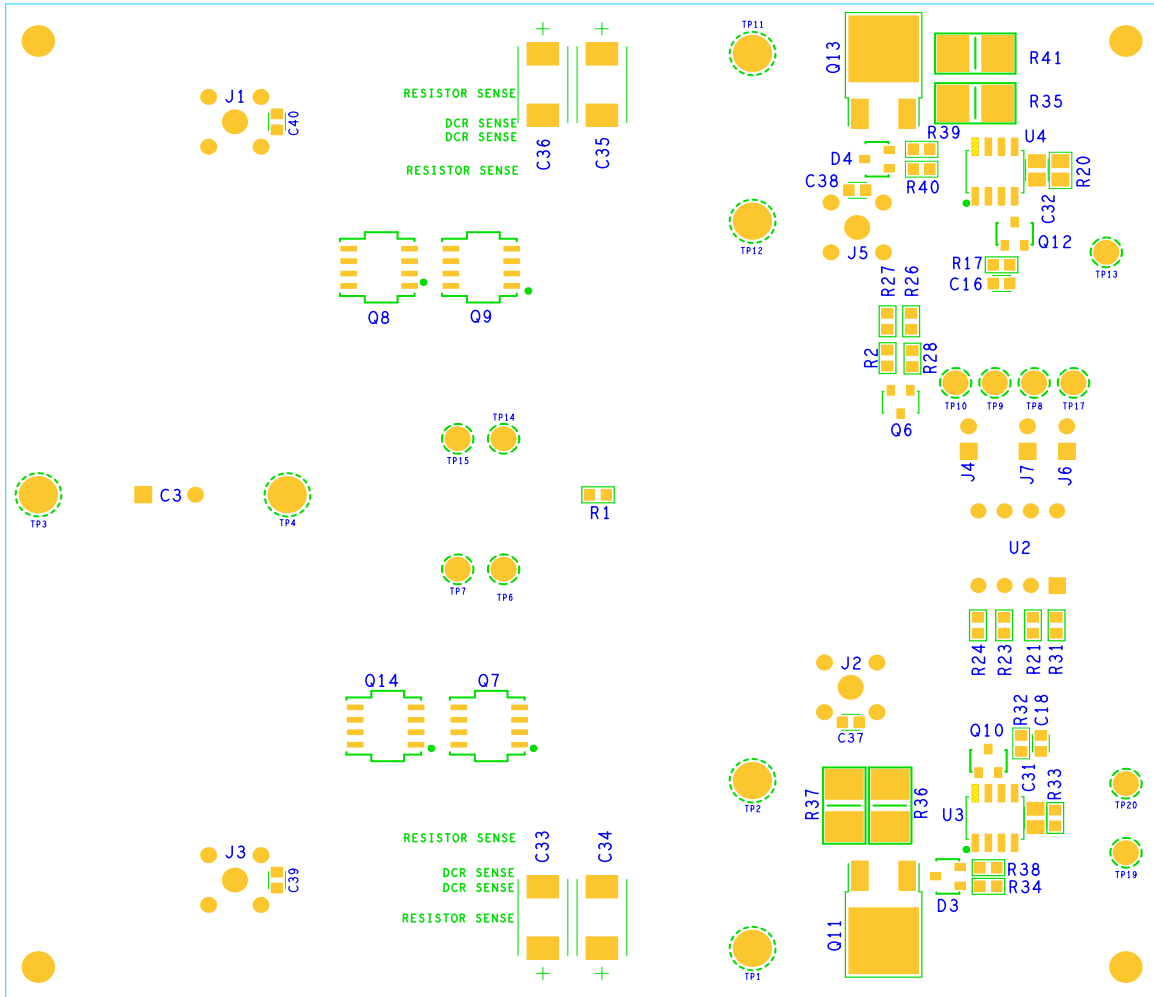 TP11
Q13
R41
J1
C40
RESISTOR SENSE
R35
DCR SENSE
DCR SENSE
C36
C35
R39
U4
D4
RESISTOR SENSE
C38
R40
R20
C32
TP12
J5
Q12
R17
TP13
R27
R26
C16
Q8
Q9
R2
R28
TP10
TP9
TP8
TP17
TP14
Q6
TP15
J4
J7
J6
C3
TP3
TP4
R1
U2
TP7
TP6
R24
R23
R21
R31
J2
Q14
Q7
R32
C18
Q10
C37
C31
R33
R37
R36
U3
TP2
TP20
RESISTOR SENSE
C33
C34
J3
C39
DCR SENSE
DCR SENSE
R38
R34
TP19
D3
RESISTOR SENSE
Q11
TP1